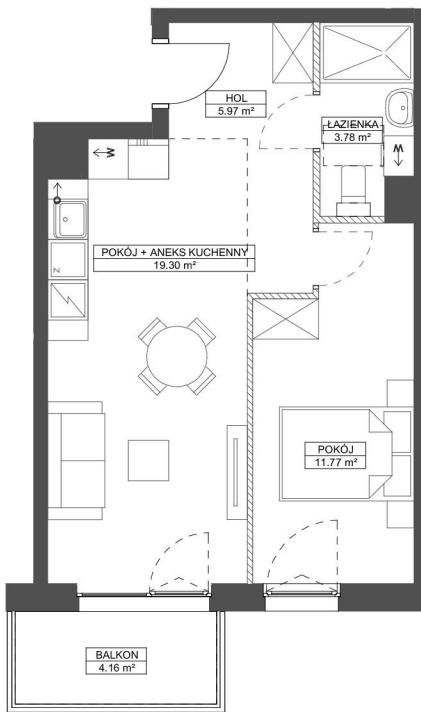 HOL
5.97 m²
ŁAZIENKA
3.78 m²
W
W
POKÓJ + ANEKS KUCHENNY
19.30 m²
Z
POKÓJ
11.77 m²
BALKON
4.16 m²